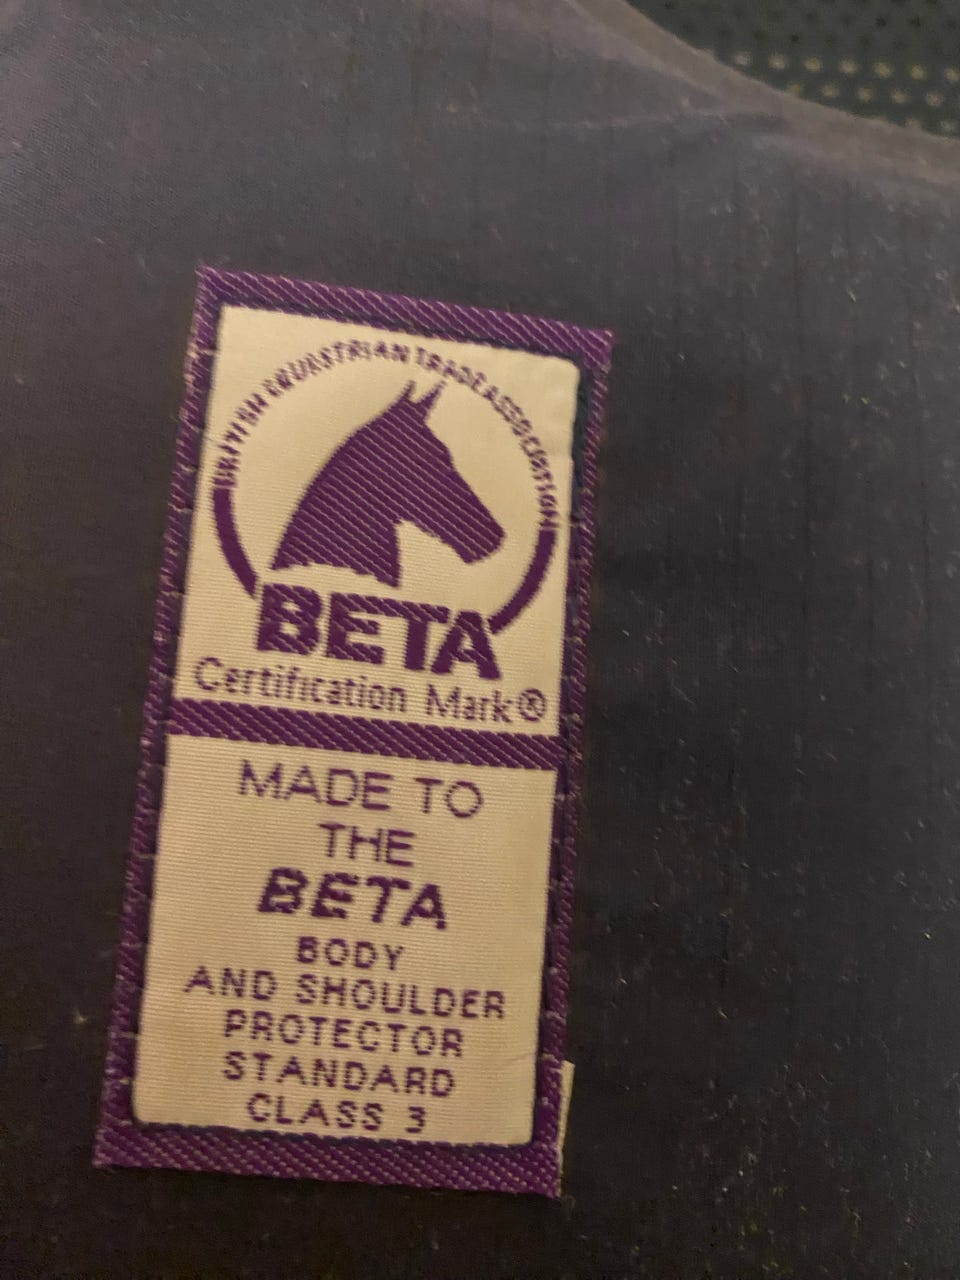 BRITISH EQUESTRIAN TRADE ASSOCIATION
BETA
Certification Mark®
MADE TO
THE
BETA
BODY
AND SHOULDER
PROTECTOR
STANDARD
CLASS 3